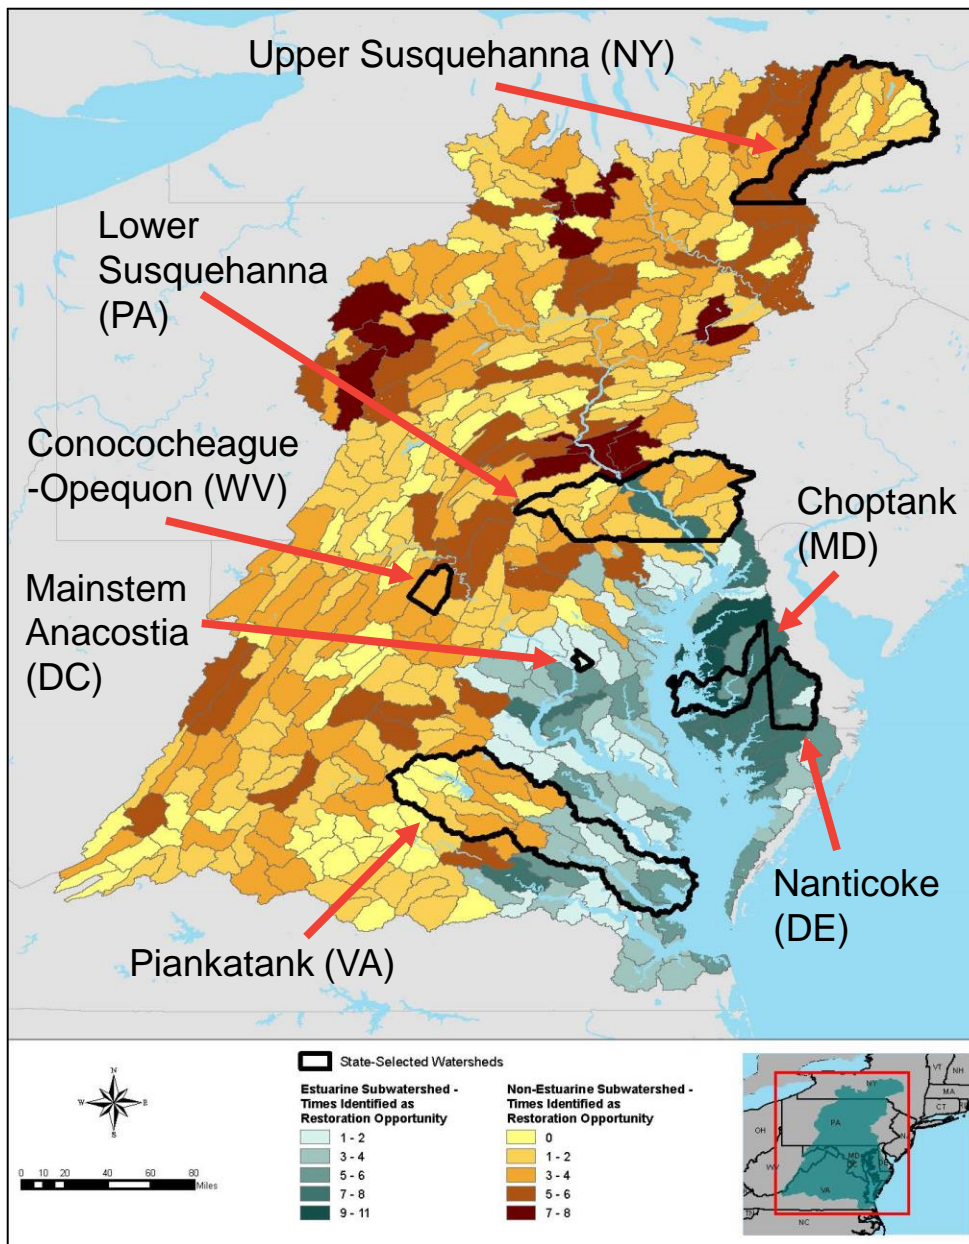 Upper Susquehanna (NY)
Lower
Susquehanna
(PA)
Conococheague
-Opequon (WV)
Mainstem
Anacostia
(DC)
Choptank
(MD)
Nanticoke
(DE)
Piankatank (VA)
N
W
E
S
0 10 20 40 60 80
Miles
State-Selected Watersheds
Estuarine Subwatershed -
Times Identified as
Restoration Opportunity
1 - 2
3 - 4
5 - 6
7 - 8
9 - 11
Non-Estuarine Subwatershed -
Times Identified as
Restoration Opportunity
0
1 - 2
3 - 4
5 - 6
7 - 8
VT
NH
NY
MA
CT
PA
NJ
OH
MD
DE
WV
VA
TN
NC